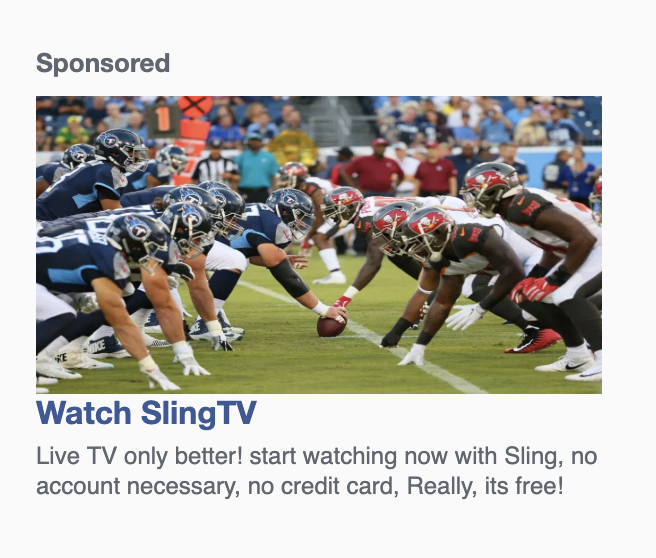 Sponsored
1
Watch SlingTV
Live TV only better! start watching now with Sling, no
account necessary, no credit card, Really, its free!